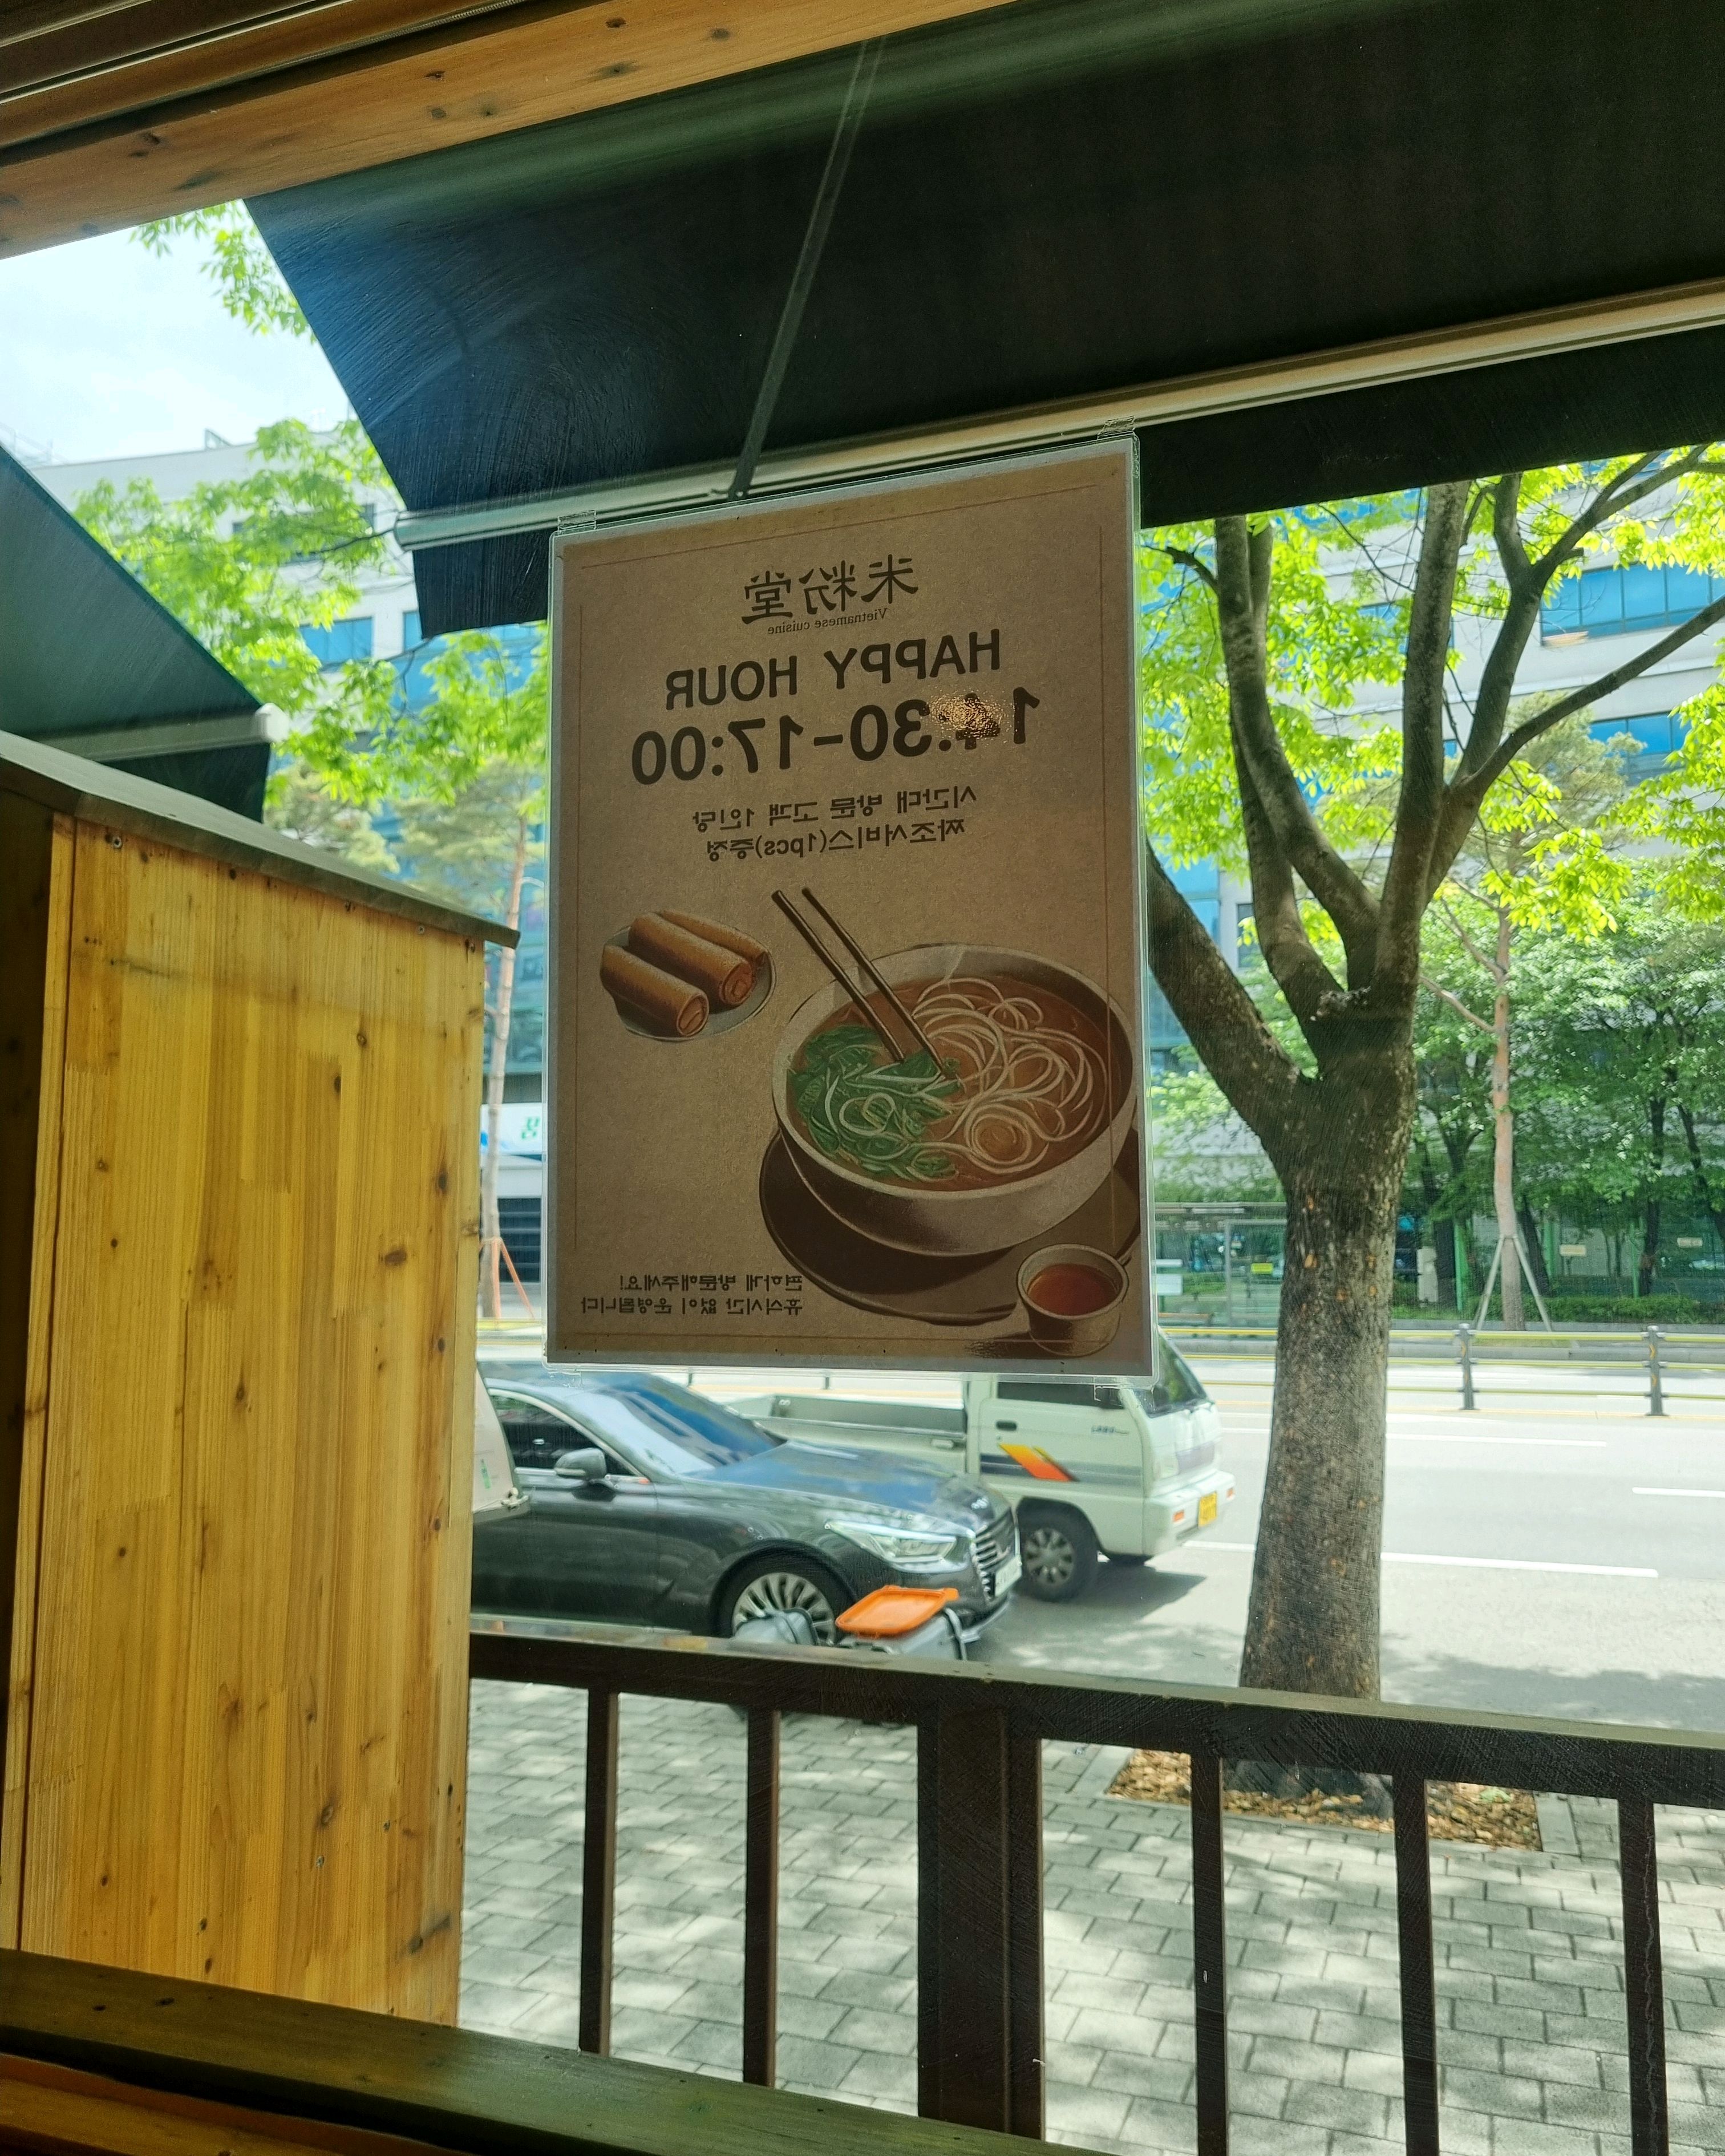 米粉堂
Vietnamese cuisine
HAPPY HOUR
14:30-17:00
시간대 방문 고객 1인당
짜조서비스(1pcs)증정
편하게 방문해주세요!
휴식시간 없이 운영됩니다
LABO